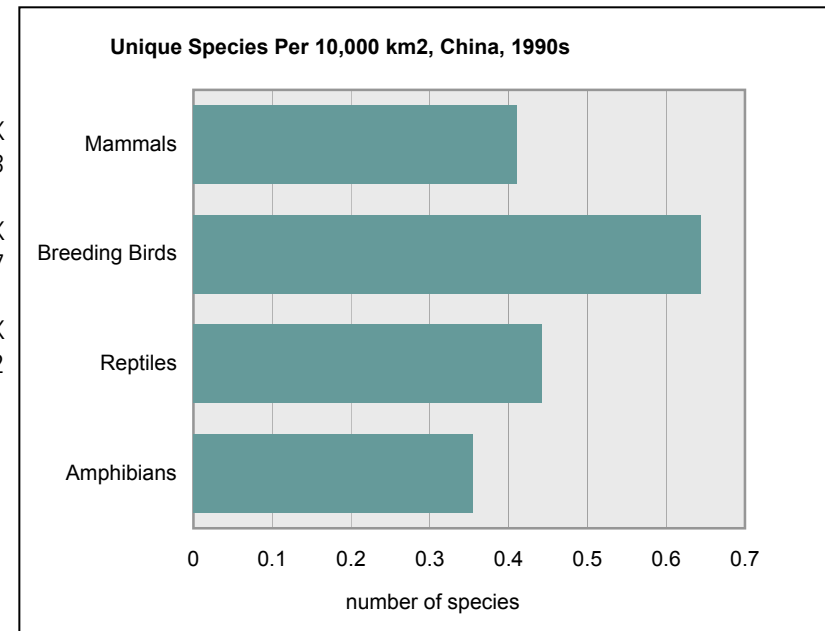 Unique Species Per 10,000 km2, China, 1990s
Mammals
Breeding Birds
Reptiles
Amphibians
0 0.1 0.2 0.3 0.4 0.5 0.6 0.7
number of species